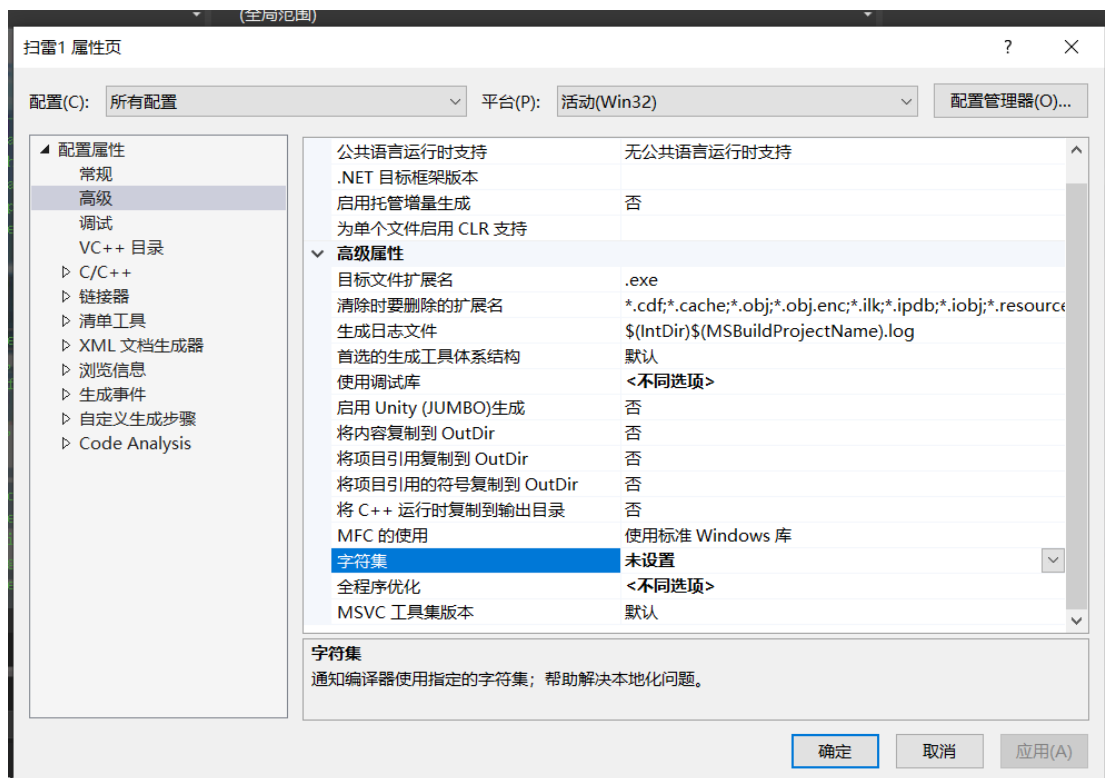 (全局范围)
扫雷1 属性页
?
配置(C): 所有配置 平台(P): 活动(Win32) 配置管理器(O)...
配置属性
常规
高级
调试
VC++ 目录
C/C++
链接器
清单工具
XML 文档生成器
浏览信息
生成事件
自定义生成步骤
Code Analysis
公共语言运行时支持 无公共语言运行时支持
.NET 目标框架版本
启用托管增量生成 否
为单个文件启用 CLR 支持
高级属性
目标文件扩展名 .exe
清除时要删除的扩展名 *.cdf;*.cache;*.obj;*.obj.enc;*.ilk;*.ipdb;*.iobj;*.resource
生成日志文件 $(IntDir)$(MSBuildProjectName).log
首选的生成工具体系结构 默认
使用调试库 <不同选项>
启用 Unity (JUMBO)生成 否
将内容复制到 OutDir 否
将项目引用复制到 OutDir 否
将项目引用的符号复制到 OutDir 否
将 C++ 运行时复制到输出目录 否
MFC 的使用 使用标准 Windows 库
字符集 未设置
全程序优化 <不同选项>
MSVC 工具集版本 默认
字符集
通知编译器使用指定的字符集；帮助解决本地化问题。
确定 取消 应用(A)